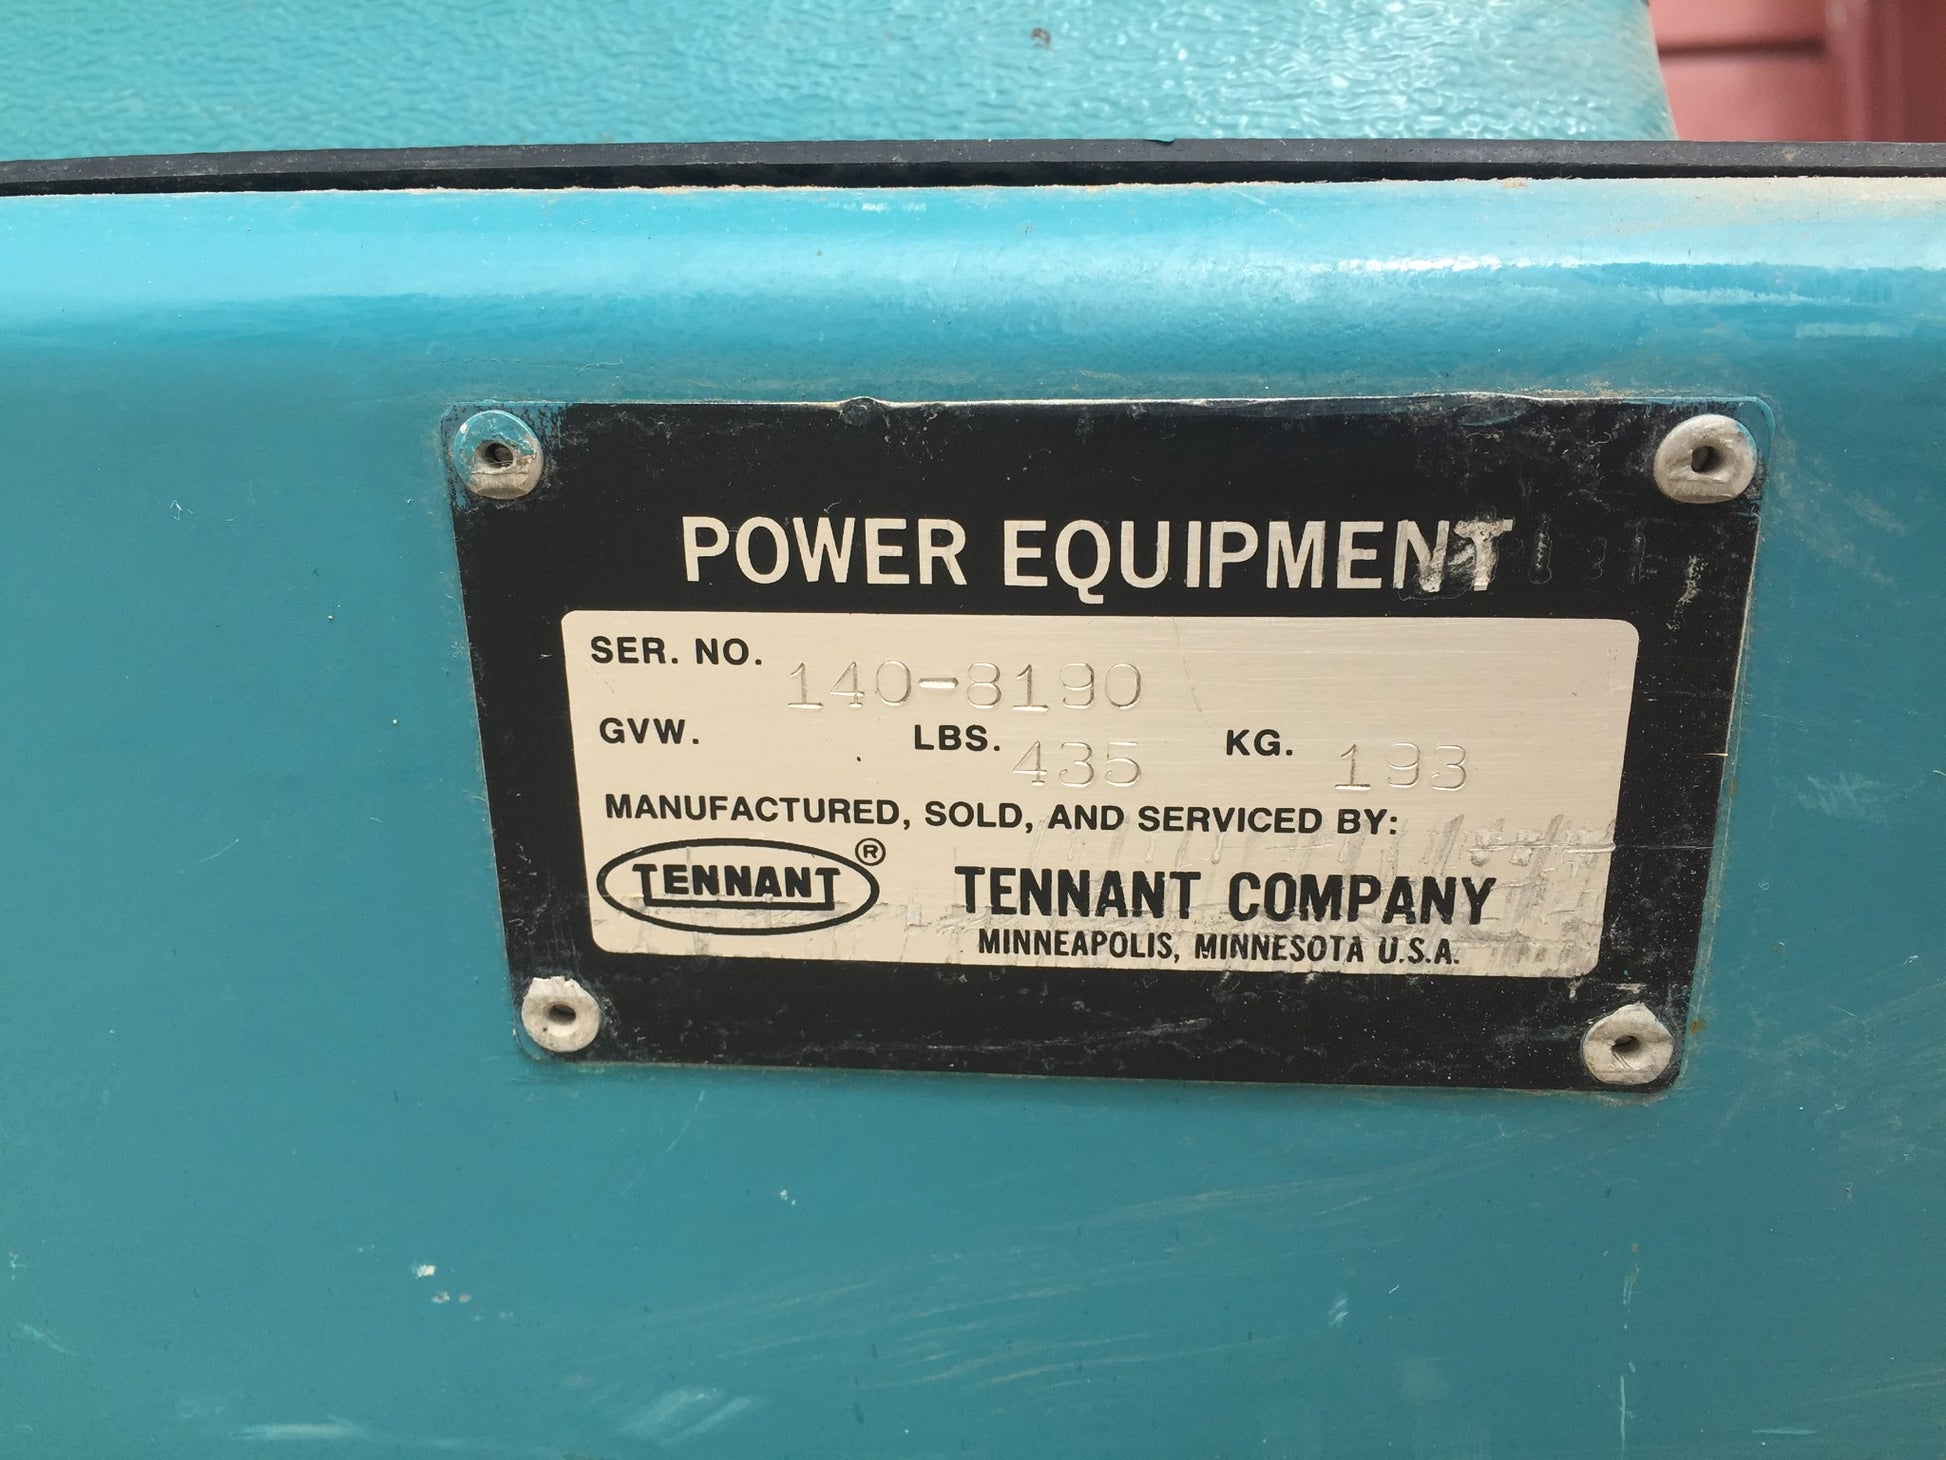 POWER EQUIPMENT
SER. NO. 140-8190
GVW. LBS. 435 KG. 193
MANUFACTURED, SOLD, AND SERVICED BY:
TENNANT ® TENNANT COMPANY
MINNEAPOLIS, MINNESOTA U.S.A.